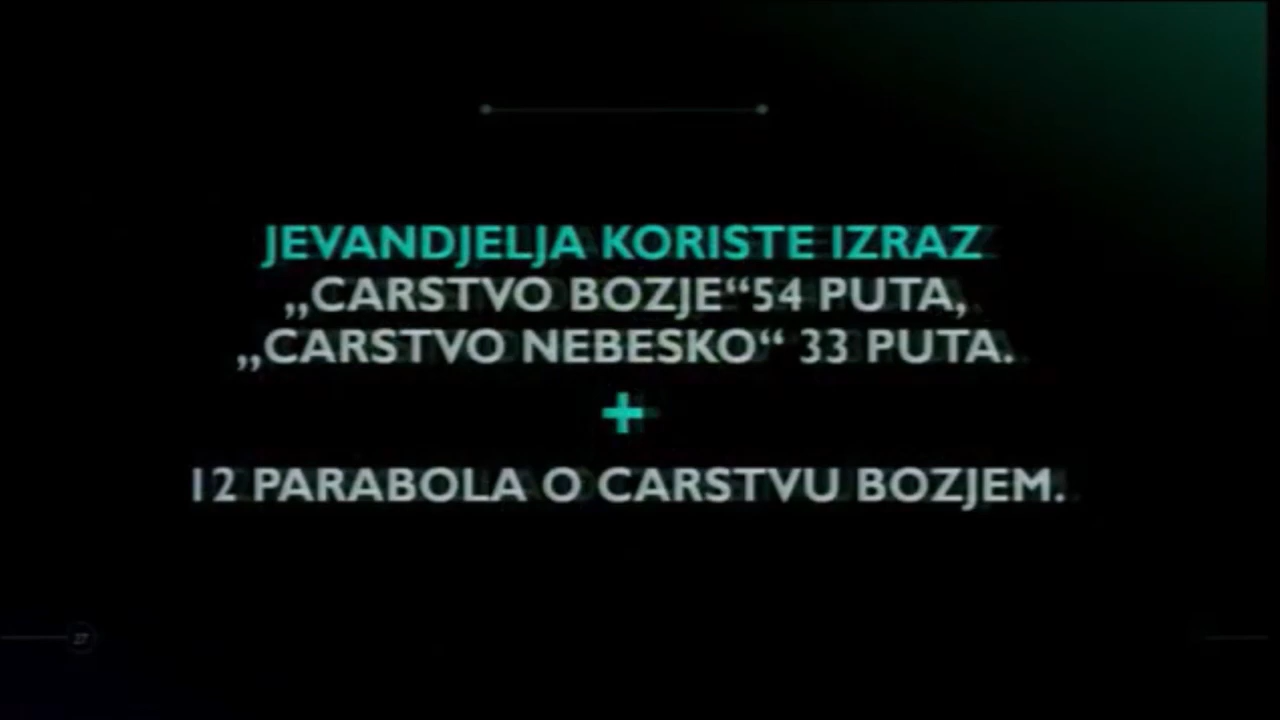 JEVANDJELJA KORISTE IZRAZ
„CARSTVO BOZJE“54 PUTA,
„CARSTVO NEBESKO“ 33 PUTA.
+
12 PARABOLA O CARSTVU BOZJEM.